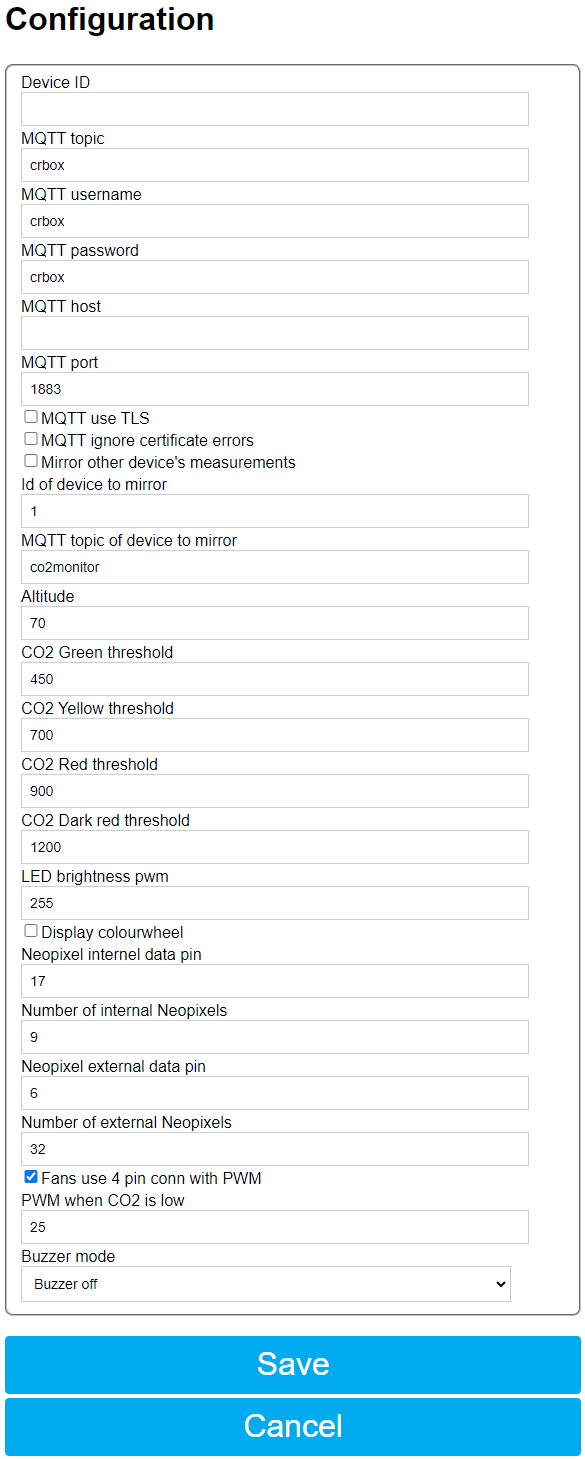 Configuration
Device ID
MQTT topic
crbox
MQTT username
crbox
MQTT password
crbox
MQTT host
MQTT port
1883
MQTT use TLS
MQTT ignore certificate errors
Mirror other device's measurements
Id of device to mirror
1
MQTT topic of device to mirror
co2monitor
Altitude
70
CO2 Green threshold
450
CO2 Yellow threshold
700
CO2 Red threshold
900
CO2 Dark red threshold
1200
LED brightness pwm
255
Display colourwheel
Neopixel internel data pin
17
Number of internal Neopixels
9
Neopixel external data pin
6
Number of external Neopixels
32
Fans use 4 pin conn with PWM
PWM when CO2 is low
25
Buzzer mode
Buzzer off
Save
Cancel